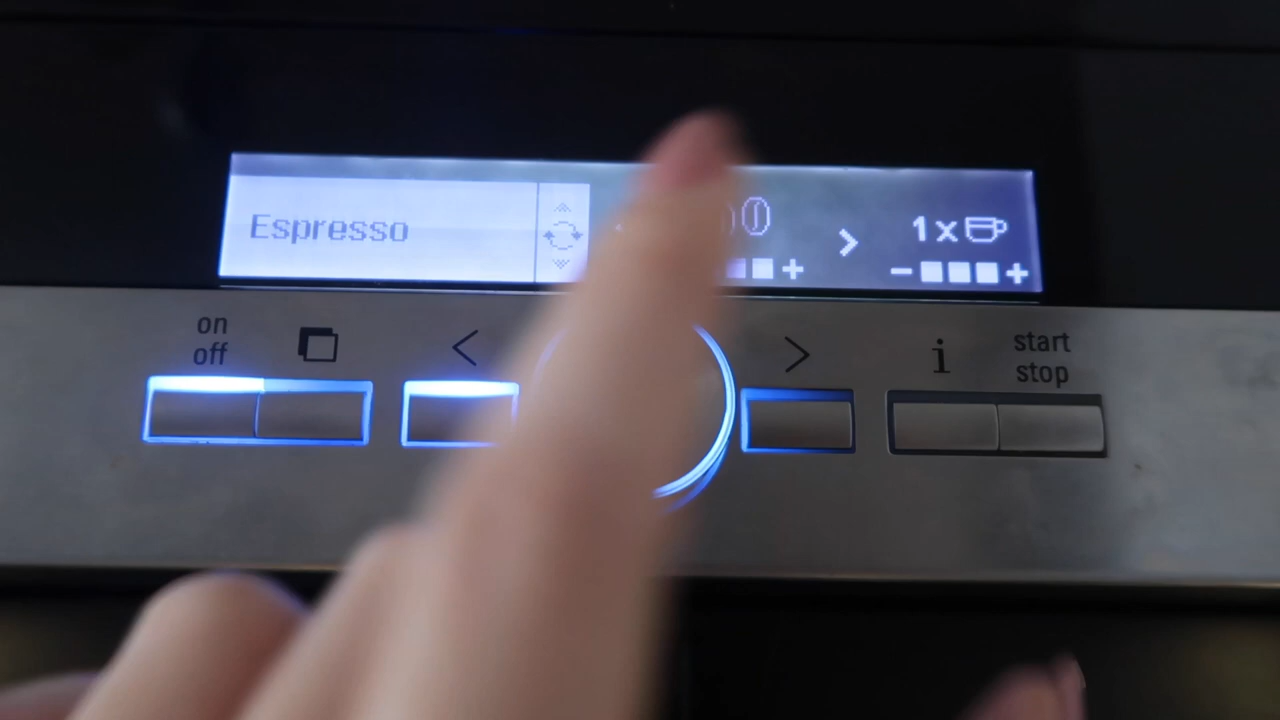 Espresso
1x
- +
+
on
off
<
>
i
start
stop